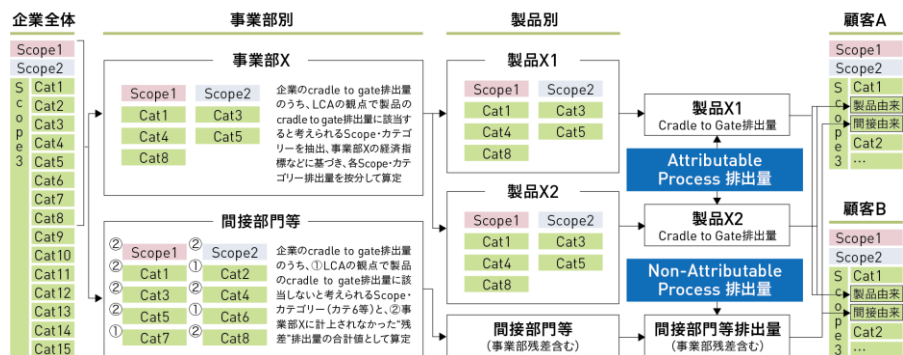 企業全体
Scope1
Scope2
Scope3
Cat1
Cat2
Cat3
Cat4
Cat5
Cat6
Cat7
Cat8
Cat9
Cat10
Cat11
Cat12
Cat13
Cat14
Cat15
事業部別
事業部X
Scope1
Scope2
Cat1
Cat3
Cat4
Cat5
Cat8
企業のcradle to gate排出量
のうち、LCAの観点で製品の
cradle to gate排出量に該当す
ると考えられるScope・カテゴ
リーを抽出、事業部Xの経済指
標などに基づき、各Scope・カテ
ゴリー排出量を按分して算定
間接部門等
② Scope1
② Scope2
② Cat1
① Cat2
② Cat3
② Cat4
② Cat5
① Cat6
① Cat7
② Cat8
企業のcradle to gate排出量
のうち、①LCAの観点で製品
のcradle to gate排出量に該
当しないと考えられるScope・
カテゴリー(カテ6等)と、②事
業部Xに計上されなかった"残
差"排出量の合計値として算定
製品別
製品X1
Scope1
Scope2
Cat1
Cat3
Cat4
Cat5
Cat8
製品X2
Scope1
Scope2
Cat1
Cat3
Cat4
Cat5
Cat8
間接部門等
(事業部残差含む)
製品X1
Cradle to Gate排出量
Attributable
Process 排出量
製品X2
Cradle to Gate排出量
Non-Attributable
Process 排出量
間接部門等排出量
(事業部残差含む)
顧客A
Scope1
Scope2
Scope3
Cat1
製品由来
間接由来
Cat2
…
顧客B
Scope1
Scope2
Scope3
Cat1
製品由来
間接由来
Cat2
…